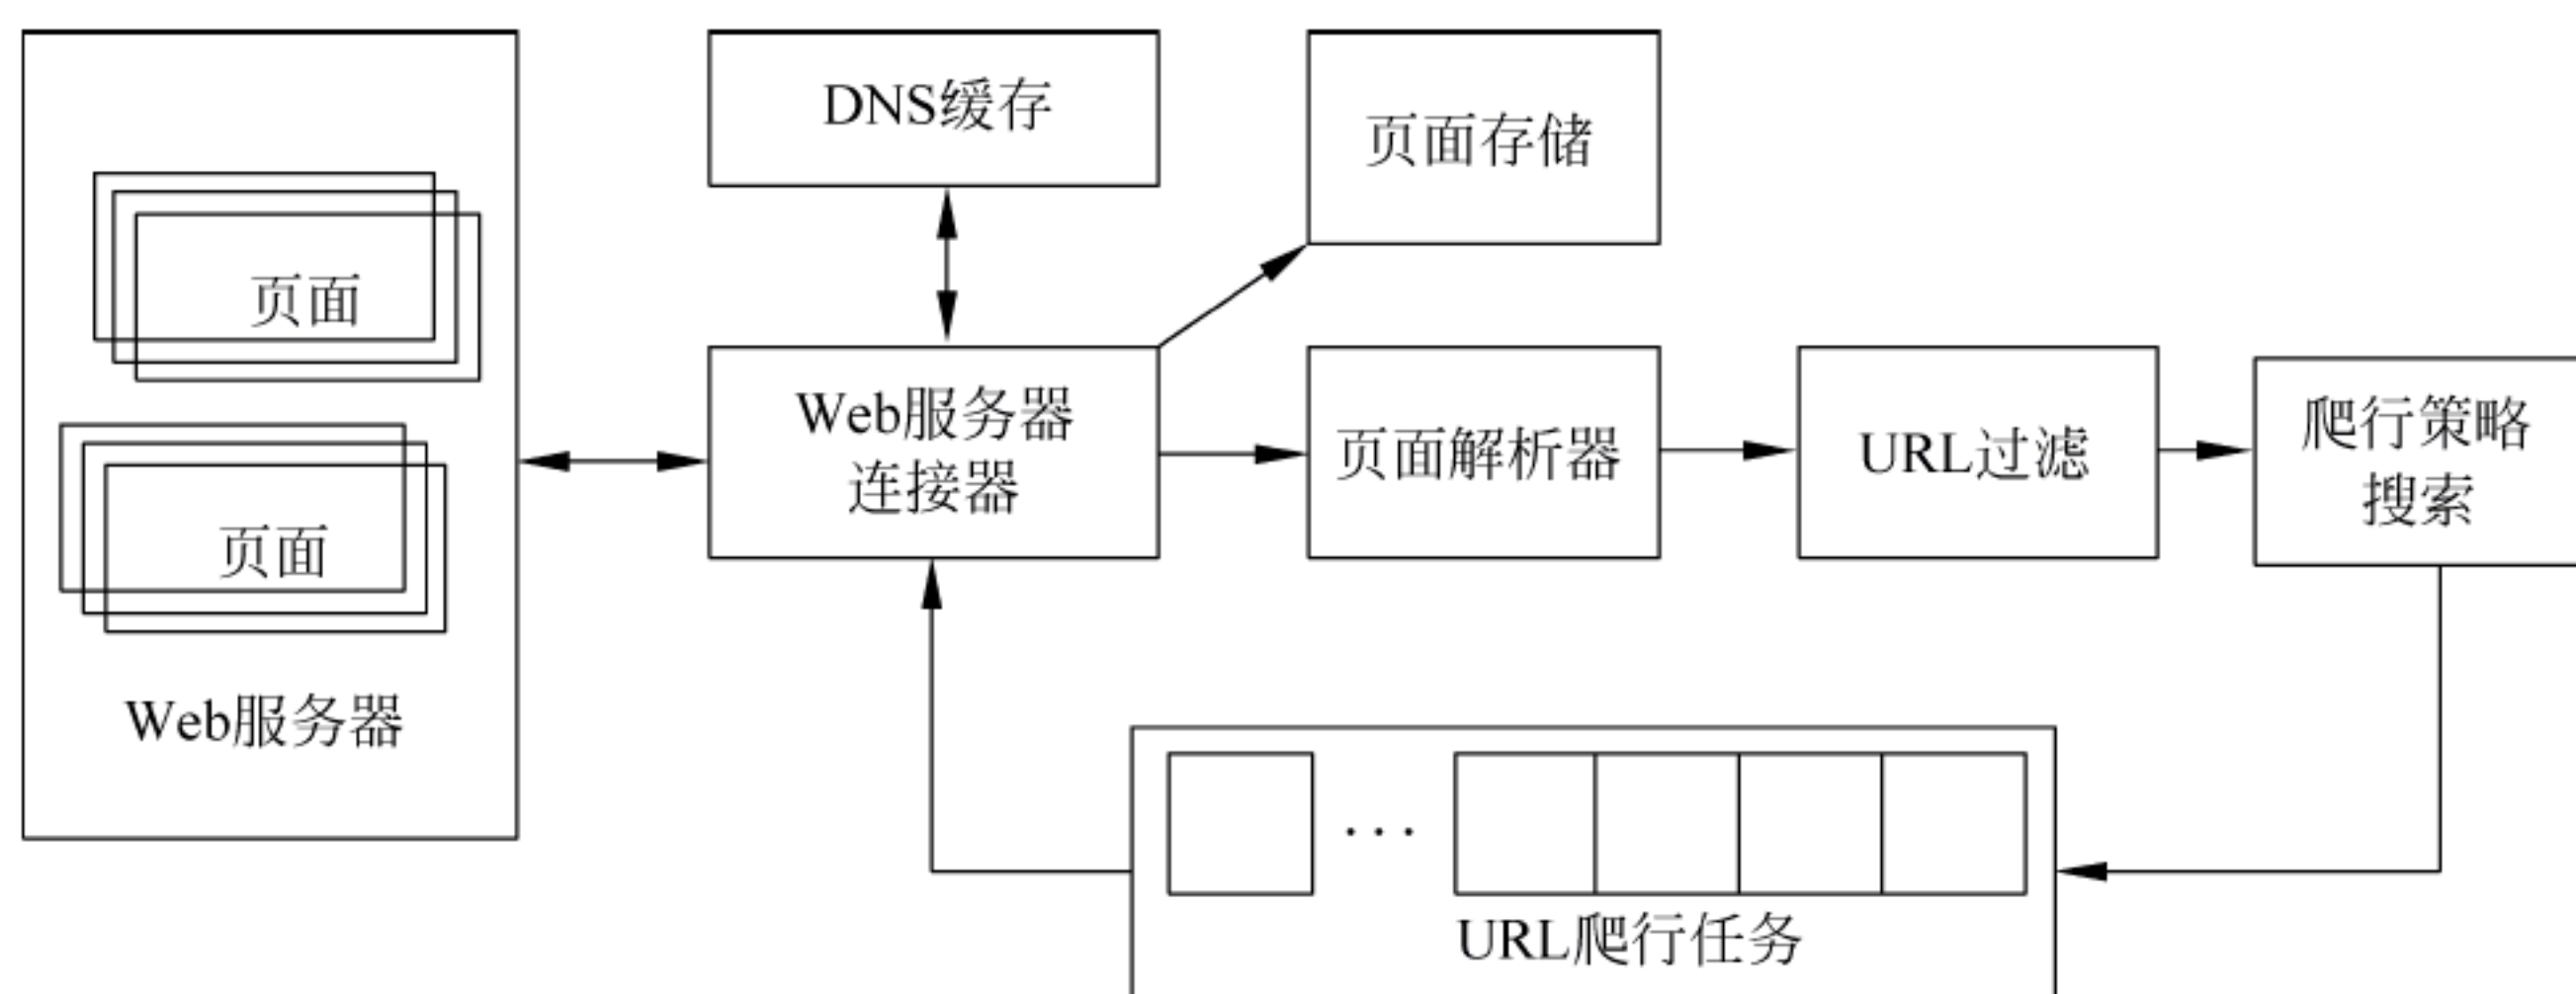 DNS缓存
页面存储
页面
Web服务器
连接器
页面解析器
URL过滤
爬行策略
搜索
页面
Web服务器
...
URL爬行任务